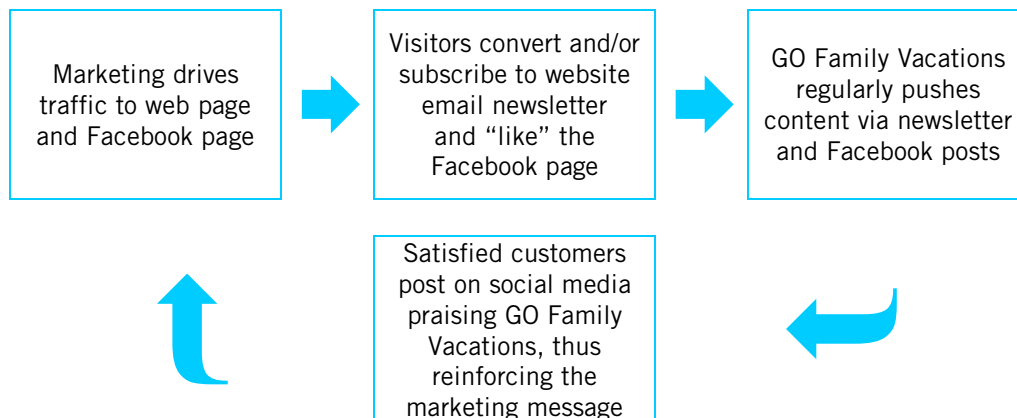 Marketing drives
traffic to web page
and Facebook page
Visitors convert and/or
subscribe to website
email newsletter
and “like” the
Facebook page
GO Family Vacations
regularly pushes
content via newsletter
and Facebook posts
Satisfied customers
post on social media
praising GO Family
Vacations, thus
reinforcing the
marketing message